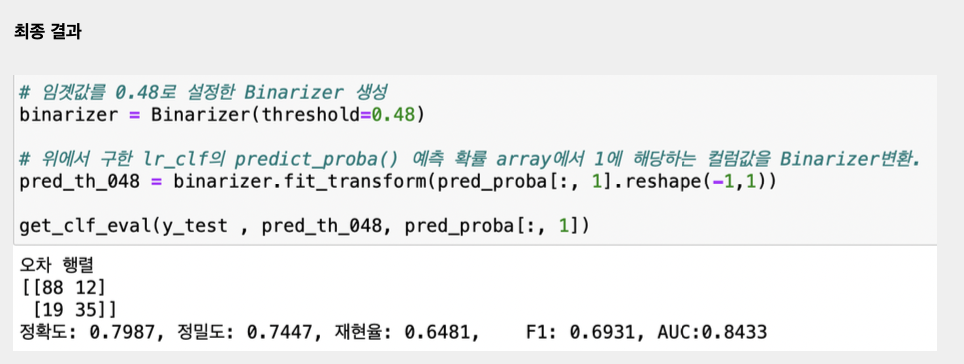 최종 결과
# 임곗값를 0.48로 설정한 Binarizer 생성
binarizer = Binarizer(threshold=0.48)
# 위에서 구한 lr_clf의 predict_proba() 예측 확률 array에서 1에 해당하는 컬럼값을 Binarizer변환.
pred_th_048 = binarizer.fit_transform(pred_proba[:, 1].reshape(-1,1))
get_clf_eval(y_test , pred_th_048, pred_proba[:, 1])
오차 행렬
[[88 12]
 [19 35]]
정확도: 0.7987, 정밀도: 0.7447, 재현율: 0.6481,    F1: 0.6931, AUC:0.8433